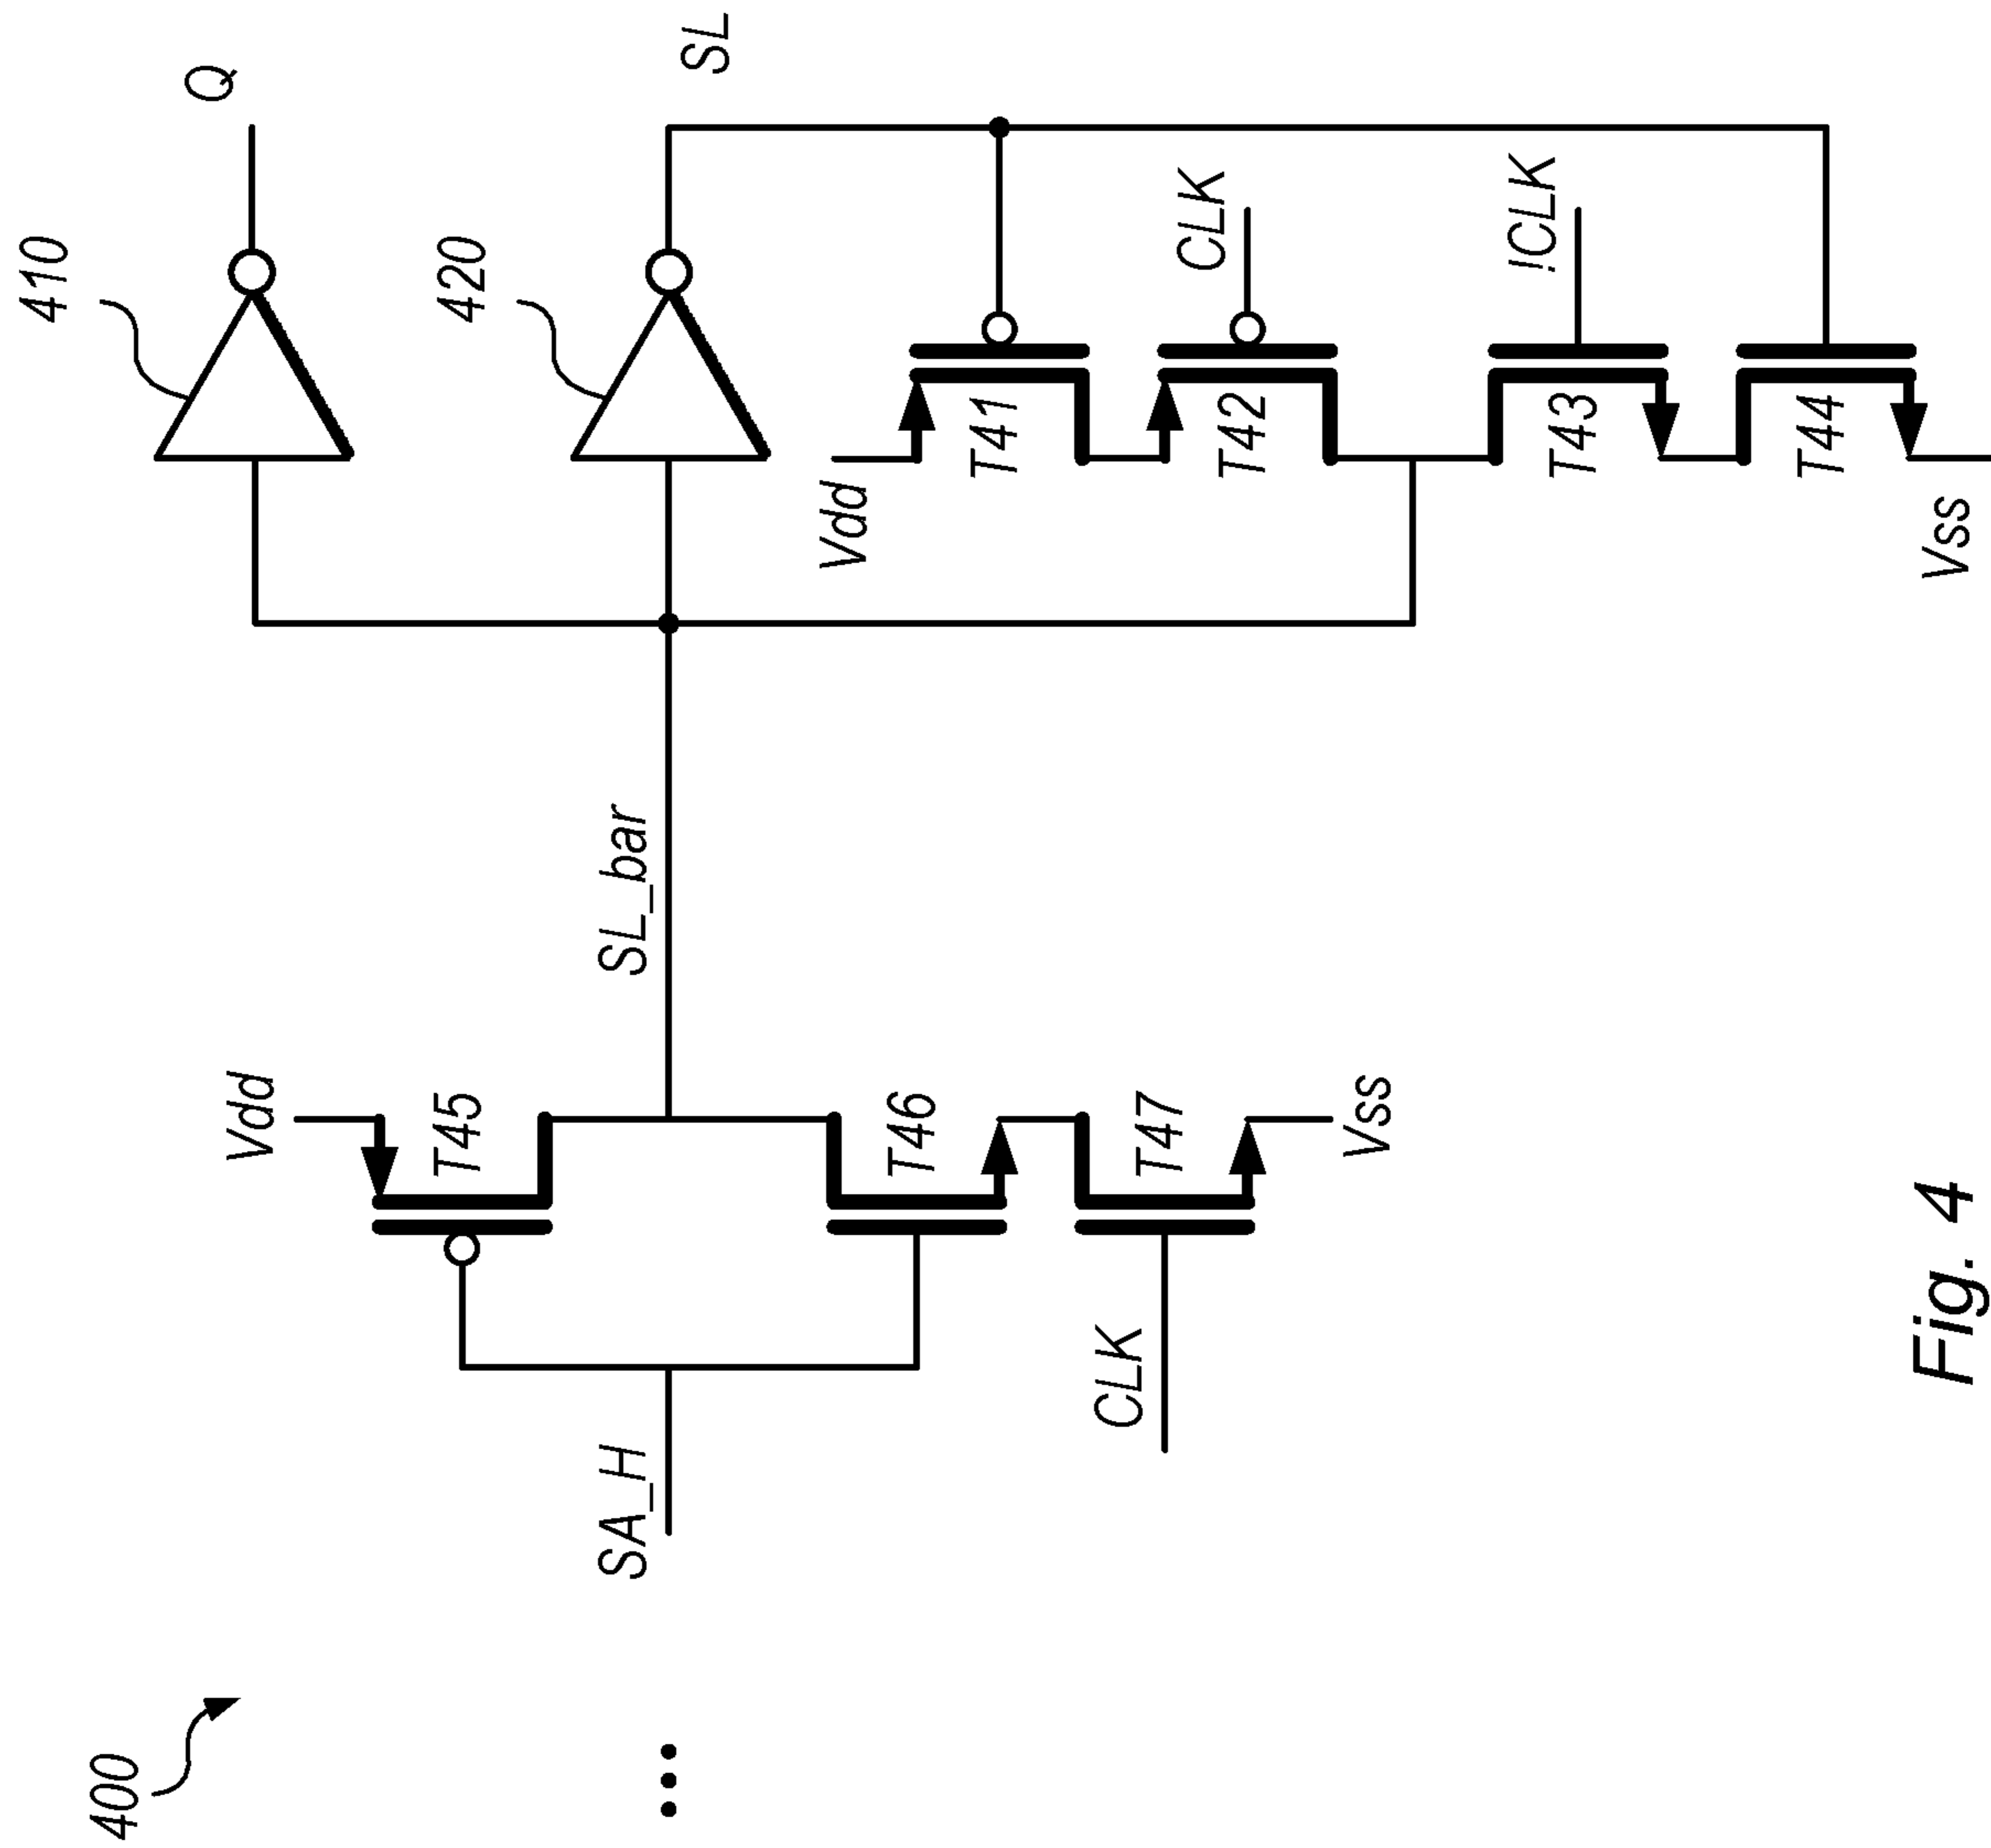 400
Vdd
T45
SA_H
SL_bar
T46
CLK
T47
Vss
410
Q
420
SL
Vdd
T41
CLK
T42
!CLK
T43
T44
Vss
Fig. 4